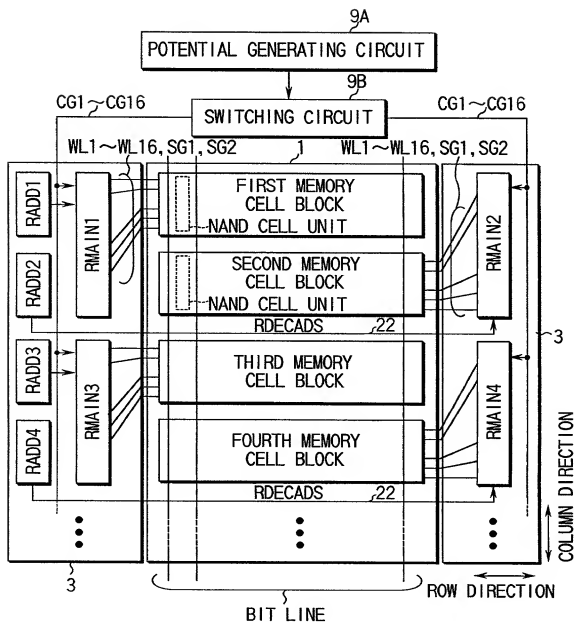 9A
POTENTIAL GENERATING CIRCUIT
9B
CG1~CG16
SWITCHING CIRCUIT
CG1~CG16
WL1~WL16, SG1, SG2
1
WL1~WL16, SG1, SG2
RADD1
RMAIN1
FIRST MEMORY
CELL BLOCK
NAND CELL UNIT
RMAIN2
RADD2
SECOND MEMORY
CELL BLOCK
NAND CELL UNIT
RDECADS
22
3
RADD3
RMAIN3
THIRD MEMORY
CELL BLOCK
RMAIN4
RADD4
FOURTH MEMORY
CELL BLOCK
RDECADS
22
COLUMN DIRECTION
3
ROW DIRECTION
BIT LINE